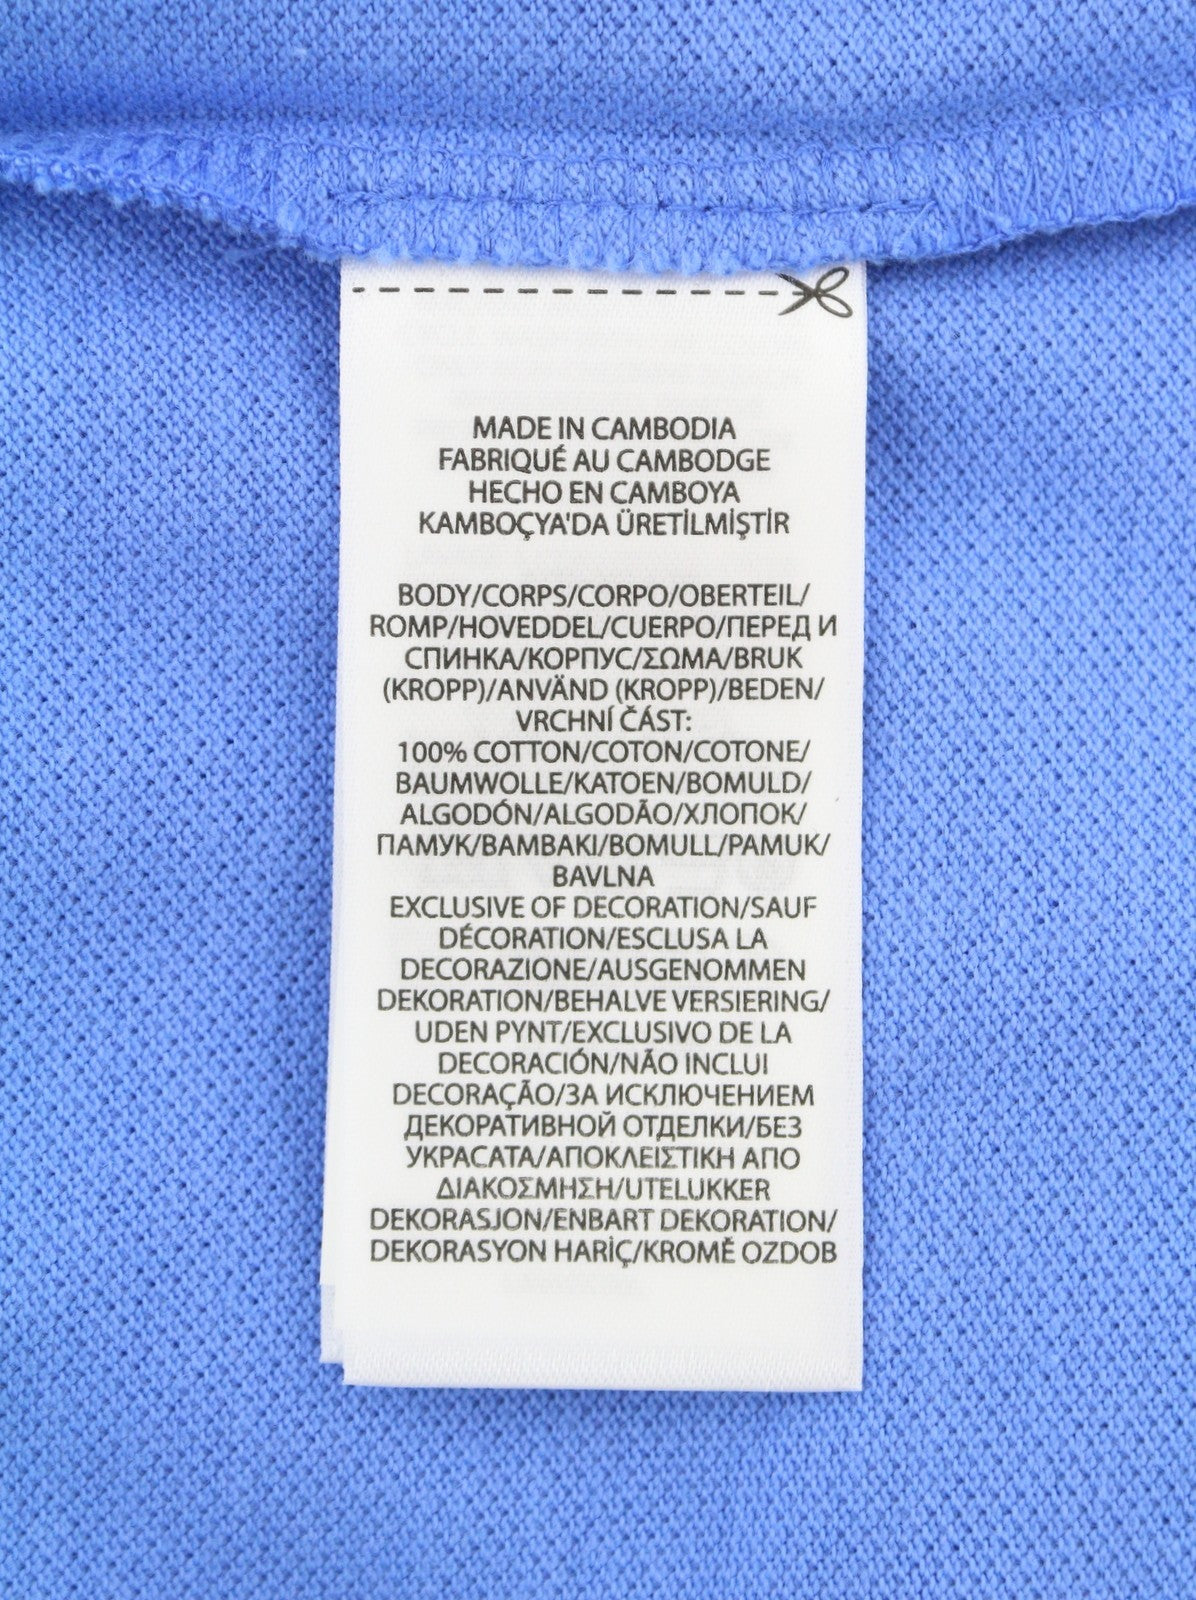 MADE IN CAMBODIA
FABRIQUÉ AU CAMBODGE
HECHO EN CAMBOYA
KAMBOÇYA'DA ÜRETİLMİŞTİR
BODY/CORPS/CORPO/OBERTEIL/
ROMP/HOVEDDEL/CUERPO/ПЕРЕД И
СПИНКА/КОРПУС/ΣΩΜΑ/BRUK
(KROPP)/ANVÄND (KROPP)/BEDEN/
VRCHNÍ ČÁST:
100% COTTON/COTON/COTONE/
BAUMWOLLE/KATOEN/BOMULD/
ALGODÓN/ALGODÃO/ХЛОПОК/
ПАМУК/ΒΑΜΒΑΚΙ/BOMULL/PAMUK/
BAVLNA
EXCLUSIVE OF DECORATION/SAUF
DÉCORATION/ESCLUSA LA
DECORAZIONE/AUSGENOMMEN
DEKORATION/BEHALVE VERSIERING/
UDEN PYNT/EXCLUSIVO DE LA
DECORACIÓN/NÃO INCLUI
DECORAÇÃO/ЗА ИСКЛЮЧЕНИЕМ
ДЕКОРАТИВНОЙ ОТДЕЛКИ/БЕЗ
УКРАСАТА/ΑΠΟΚΛΕΙΣΤΙΚΗ ΑΠΟ
ΔΙΑΚΟΣΜΗΣΗ/UTELUKKER
DEKORASJON/ENBART DEKORATION/
DEKORASYON HARİÇ/KROMĚ OZDOB